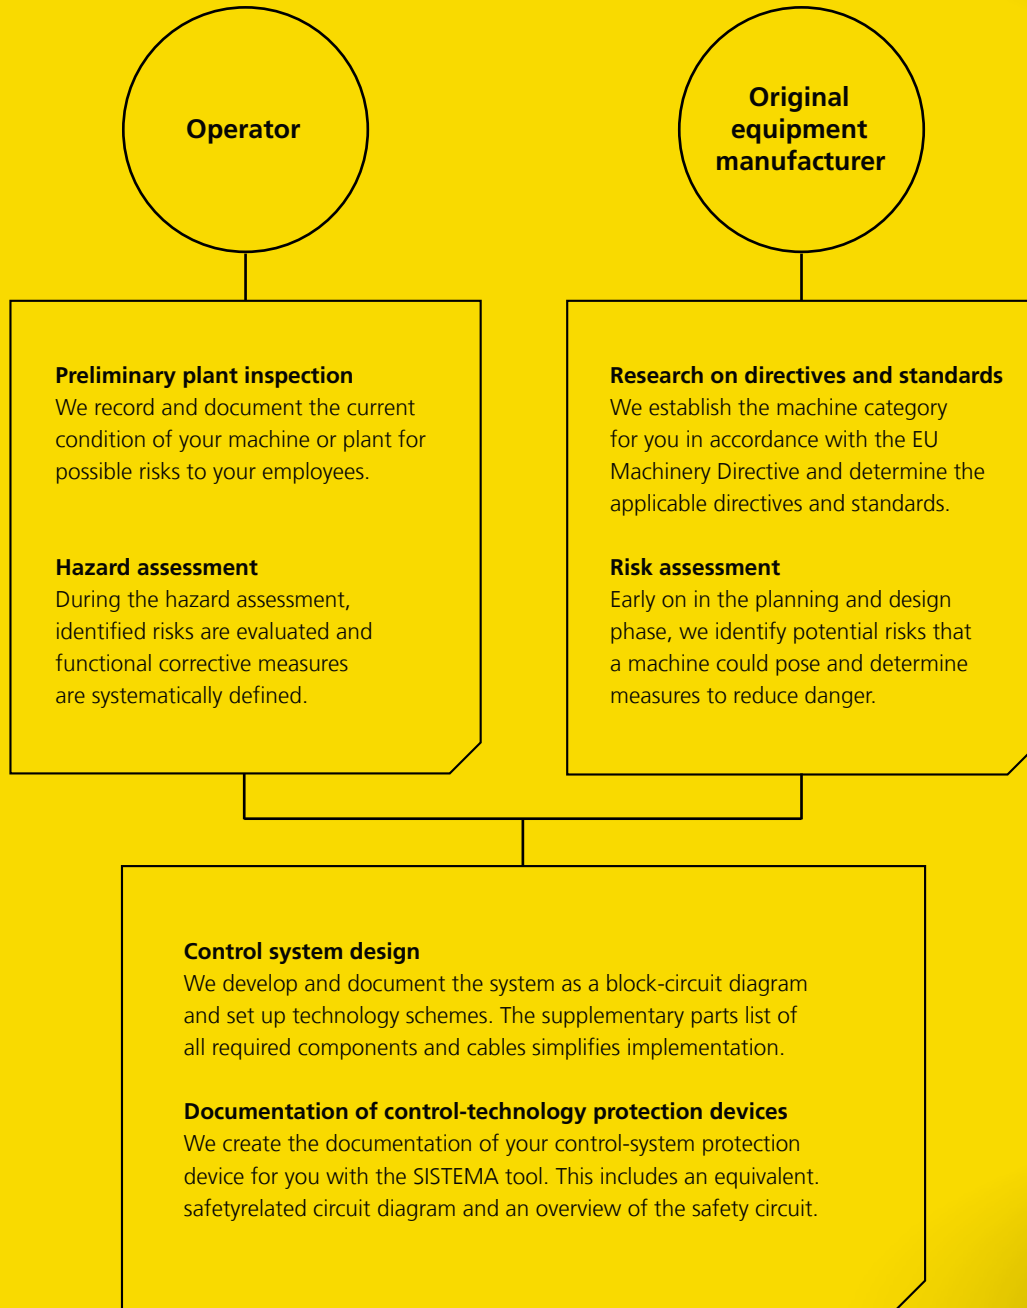 Operator
Original
equipment
manufacturer
Preliminary plant inspection
We record and document the current
condition of your machine or plant for
possible risks to your employees.
Hazard assessment
During the hazard assessment,
identified risks are evaluated and
functional corrective measures
are systematically defined.
Research on directives and standards
We establish the machine category
for you in accordance with the EU
Machinery Directive and determine the
applicable directives and standards.
Risk assessment
Early on in the planning and design
phase, we identify potential risks that
a machine could pose and determine
measures to reduce danger.
Control system design
We develop and document the system as a block-circuit diagram
and set up technology schemes. The supplementary parts list of
all required components and cables simplifies implementation.
Documentation of control-technology protection devices
We create the documentation of your control-system protection
device for you with the SISTEMA tool. This includes an equivalent.
safetyrelated circuit diagram and an overview of the safety circuit.